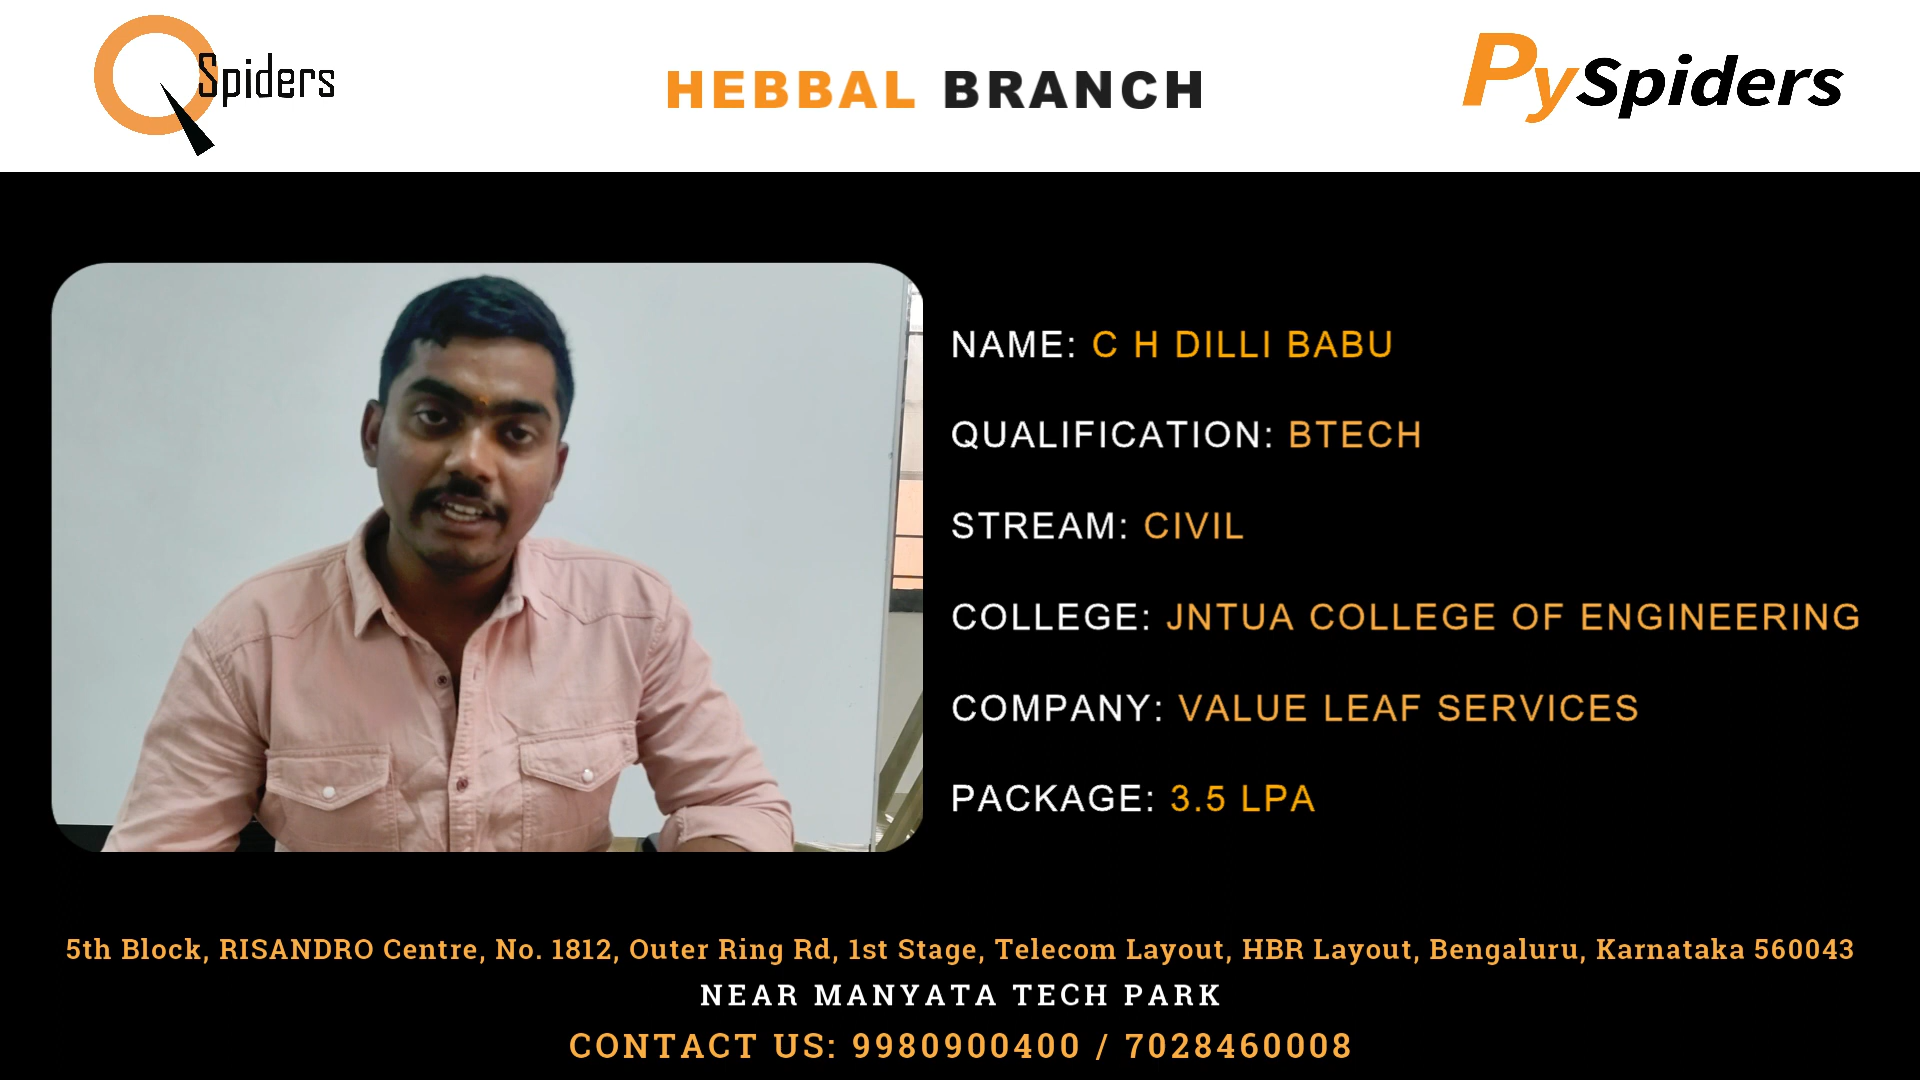 QSpiders
HEBBAL BRANCH
PySpiders
NAME: C H DILLI BABU
QUALIFICATION: BTECH
STREAM: CIVIL
COLLEGE: JNTUA COLLEGE OF ENGINEERING
COMPANY: VALUE LEAF SERVICES
PACKAGE: 3.5 LPA
5th Block, RISANDRO Centre, No. 1812, Outer Ring Rd, 1st Stage, Telecom Layout, HBR Layout, Bengaluru, Karnataka 560043
NEAR MANYATA TECH PARK
CONTACT US: 9980900400 / 7028460008